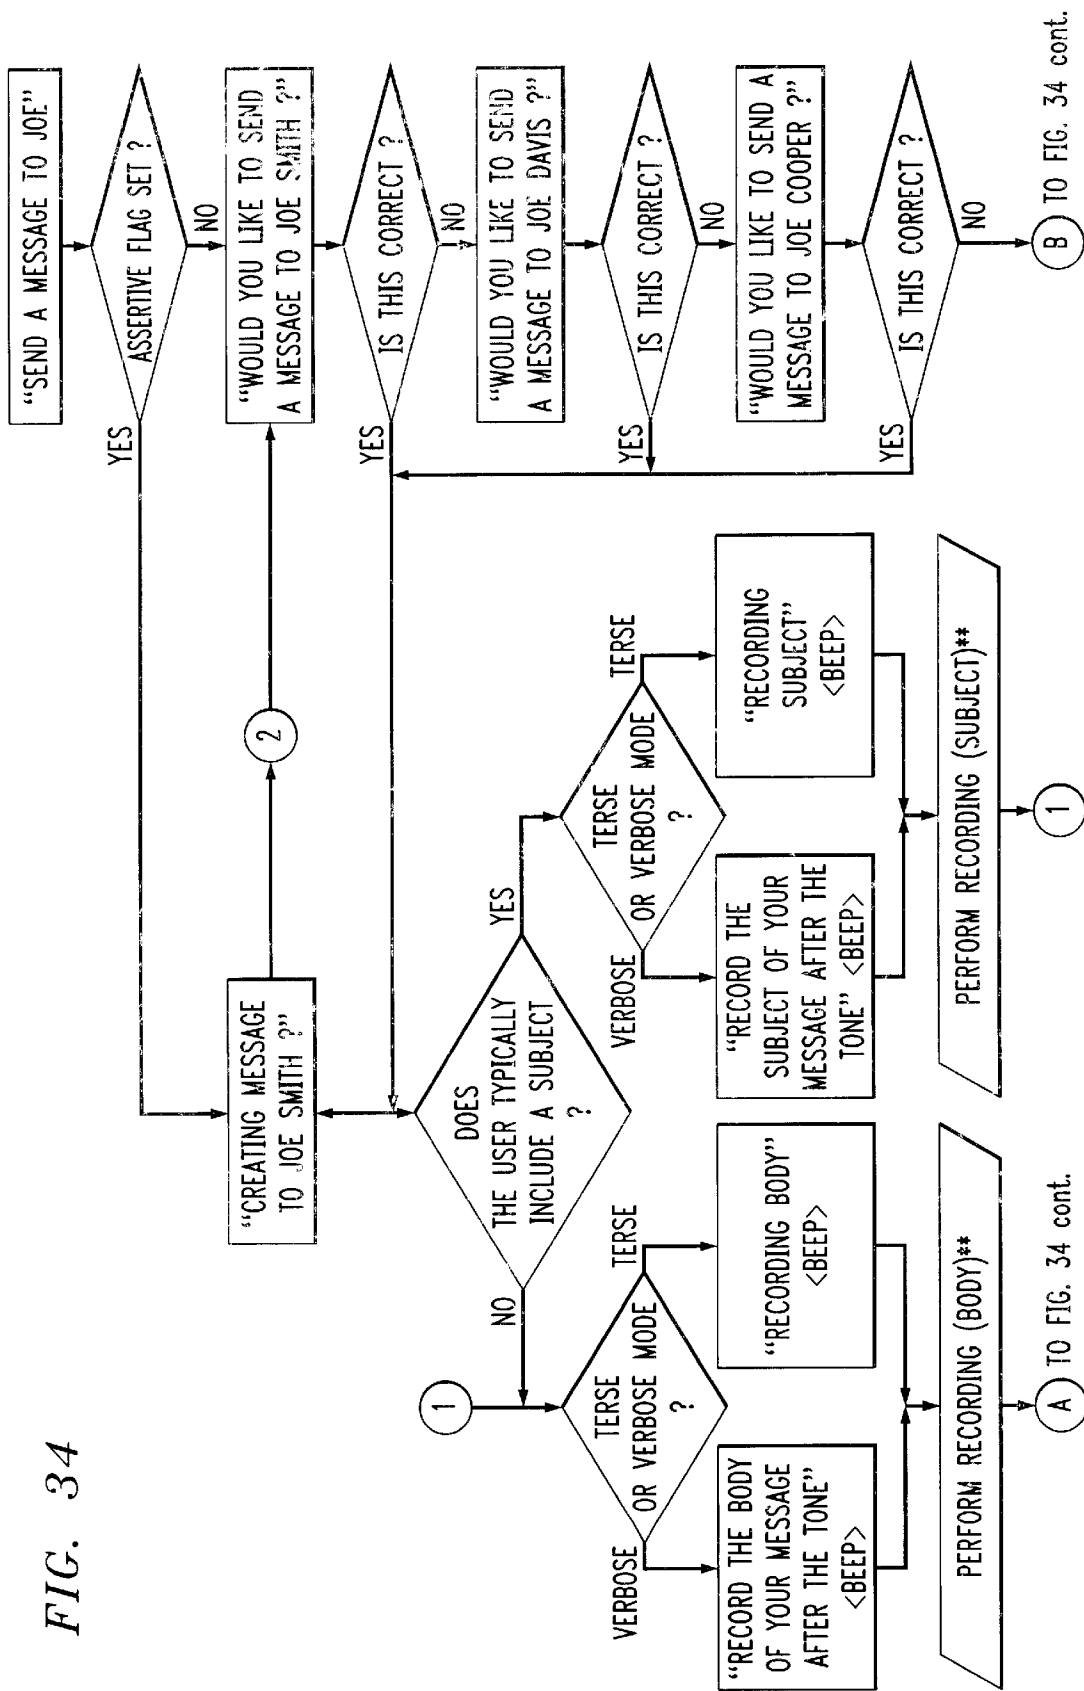 FIG. 34
“SEND A MESSAGE TO JOE”
ASSERTIVE FLAG SET ?
YES
NO
“CREATING MESSAGE
TO JOE SMITH ?”
2
“WOULD YOU LIKE TO SEND
A MESSAGE TO JOE SMITH ?”
IS THIS CORRECT ?
YES
NO
“WOULD YOU LIKE TO SEND
A MESSAGE TO JOE DAVIS ?”
IS THIS CORRECT ?
YES
NO
“WOULD YOU LIKE TO SEND A
MESSAGE TO JOE COOPER ?”
IS THIS CORRECT ?
YES
NO
B TO FIG. 34 cont.
DOES
THE USER TYPICALLY
INCLUDE A SUBJECT
?
NO
YES
1
TERSE
OR VERBOSE MODE
?
VERBOSE
TERSE
“RECORD THE BODY
OF YOUR MESSAGE
AFTER THE TONE”
<BEEP>
“RECORDING BODY”
<BEEP>
PERFORM RECORDING (BODY)**
A TO FIG. 34 cont.
TERSE
OR VERBOSE MODE
?
VERBOSE
TERSE
“RECORD THE
SUBJECT OF YOUR
MESSAGE AFTER THE
TONE” <BEEP>
“RECORDING
SUBJECT”
<BEEP>
PERFORM RECORDING (SUBJECT)**
1